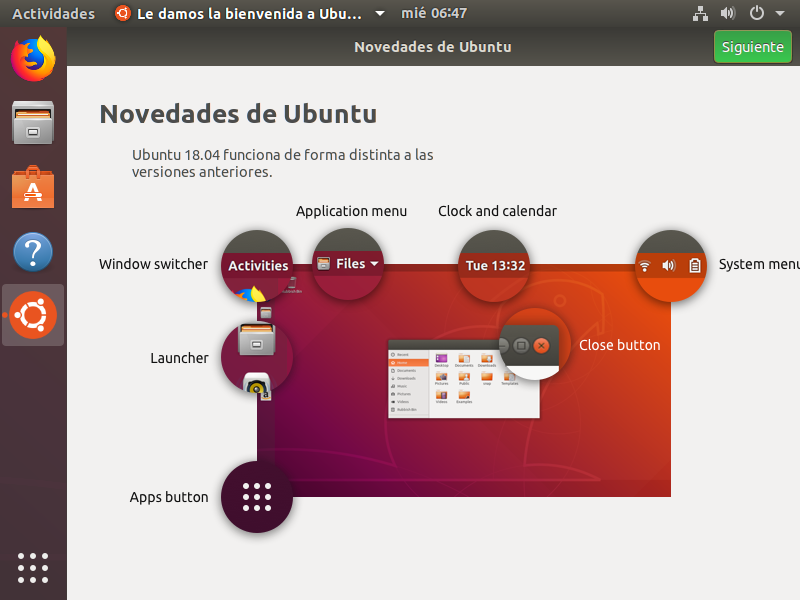 Actividades
Le damos la bienvenida a Ubu...
mié 06:47
Novedades de Ubuntu
Siguiente
Novedades de Ubuntu
Ubuntu 18.04 funciona de forma distinta a las
versiones anteriores.
Application menu
Clock and calendar
Window switcher
Activities
Files
Tue 13:32
System menu
Launcher
Close button
Apps button